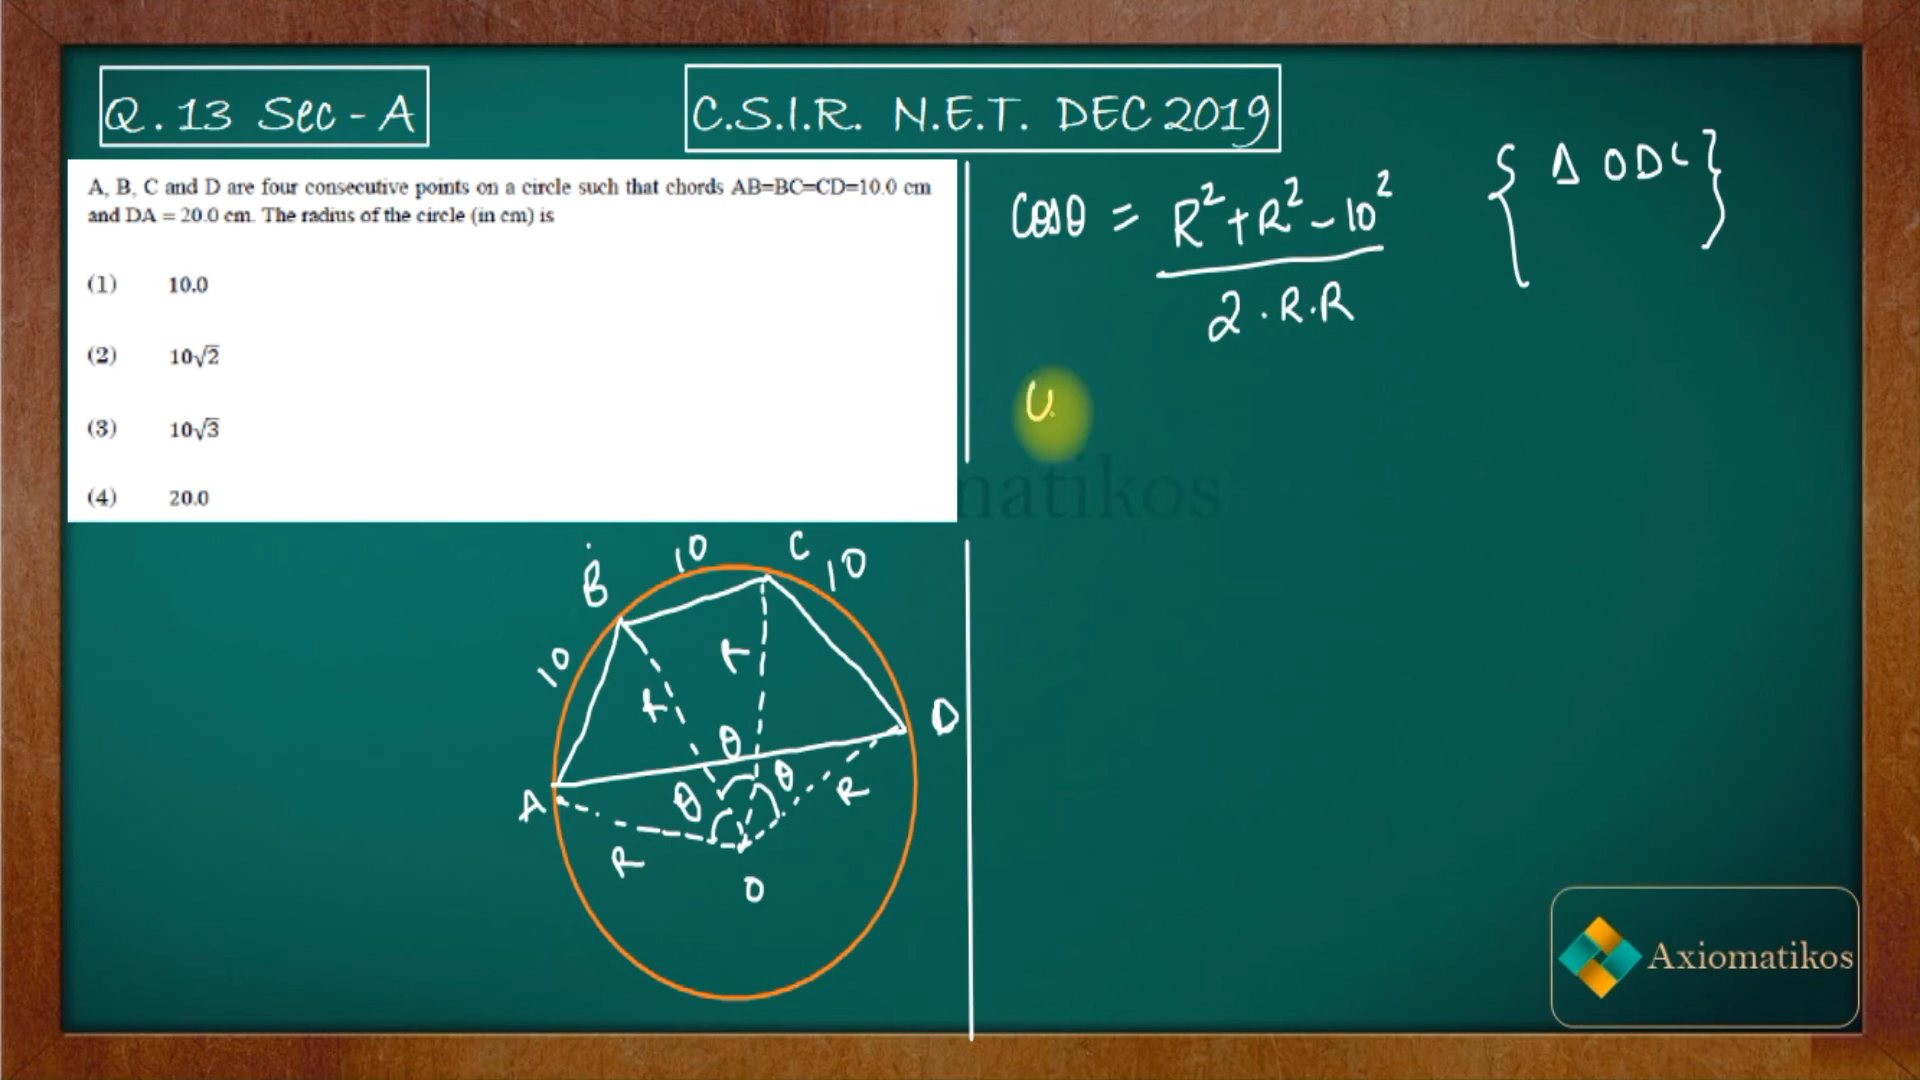 Q. 13 Sec - A
C.S.I.R. N.E.T. DEC 2019
A, B, C and D are four consecutive points on a circle such that chords AB=BC=CD=10.0 cm
and DA = 20.0 cm. The radius of the circle (in cm) is
(1) 10.0
(2) 10√2
(3) 10√3
(4) 20.0
cosθ = R²+R²-10² / 2.R.R { Δ ODC }
matikos
B 10 C 10
10 R
R
θ D
A θ θ R
R
O
Axiomatikos